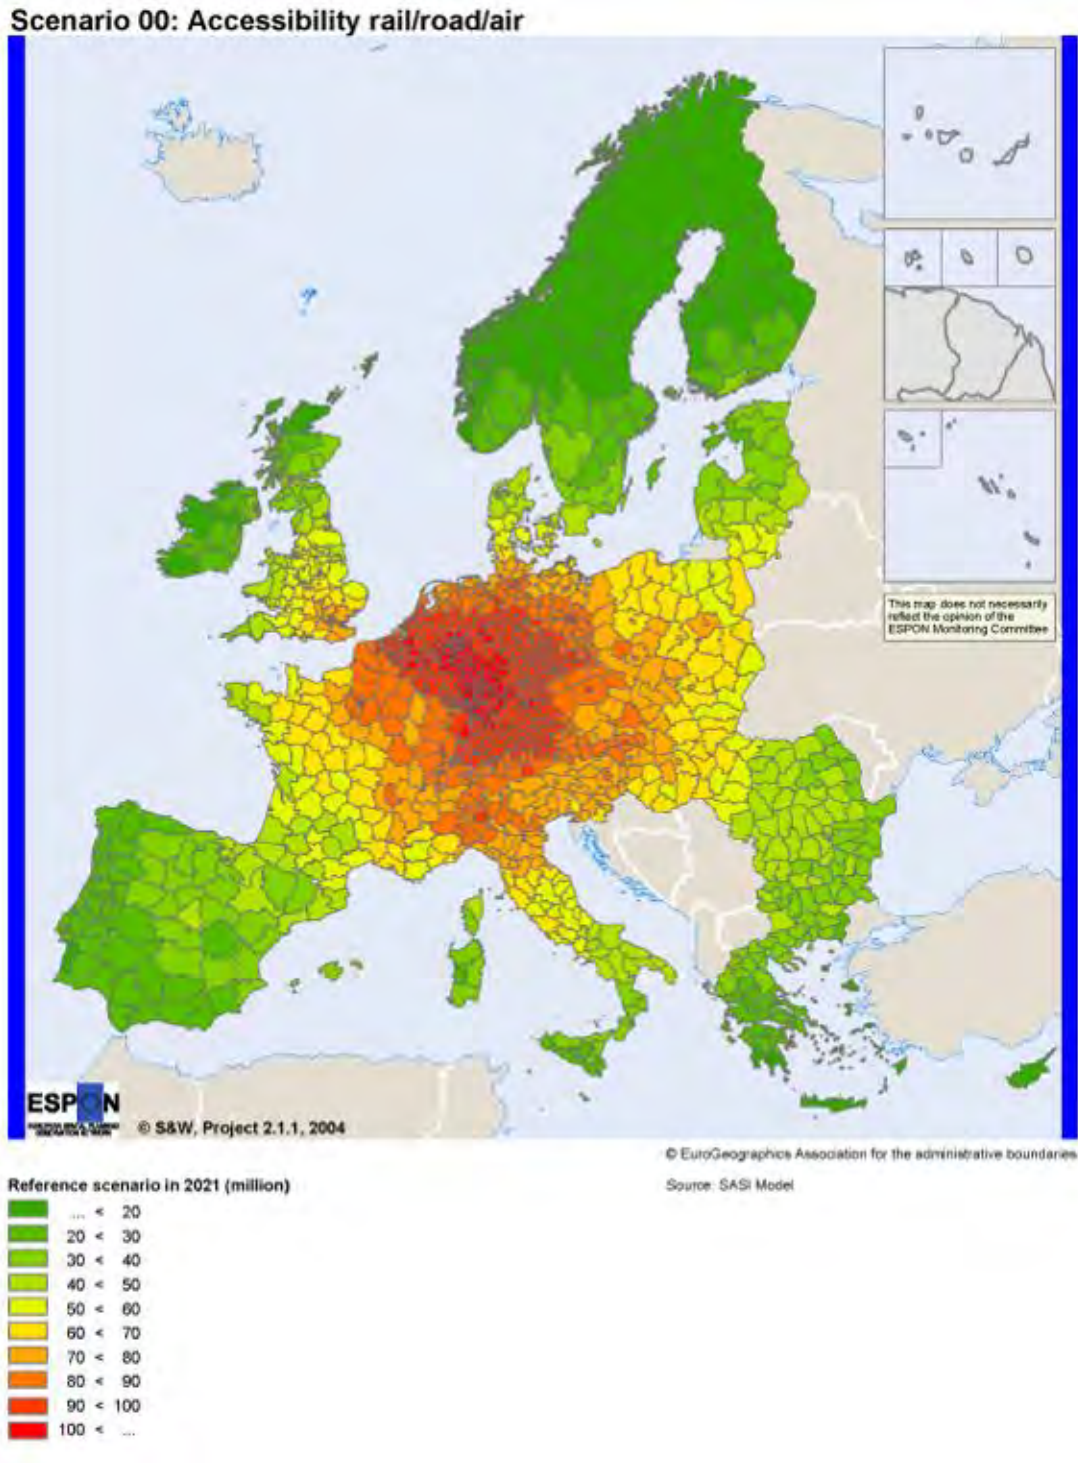 Scenario 00: Accessibility rail/road/air
This map does not necessarily
reflect the opinion of the
ESPON Monitoring Committee
ESPON
© S&W, Project 2.1.1, 2004
© EuroGeographics Association for the administrative boundaries
Source: SASI Model
Reference scenario in 2021 (million)
... < 20
20 < 30
30 < 40
40 < 50
50 < 60
60 < 70
70 < 80
80 < 90
90 < 100
100 < ...